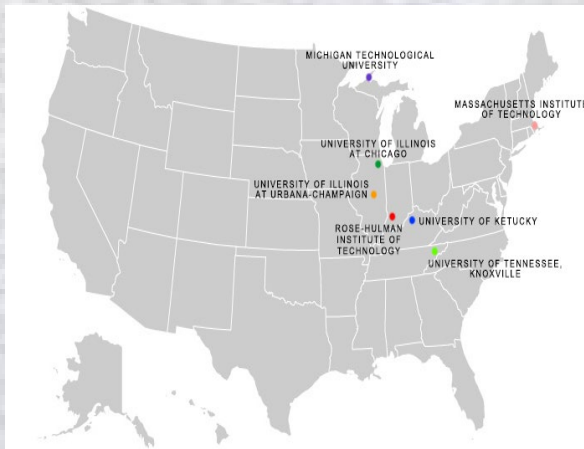 MICHIGAN TECHNOLOGICAL
UNIVERSITY
MASSACHUSETTS INSTITUTE
OF TECHNOLOGY
UNIVERSITY OF ILLINOIS
AT CHICAGO
UNIVERSITY OF ILLINOIS
AT URBANA-CHAMPAIGN
ROSE-HULMAN
INSTITUTE OF
TECHNOLOGY
UNIVERSITY OF KETUCKY
UNIVERSITY OF TENNESSEE,
KNOXVILLE